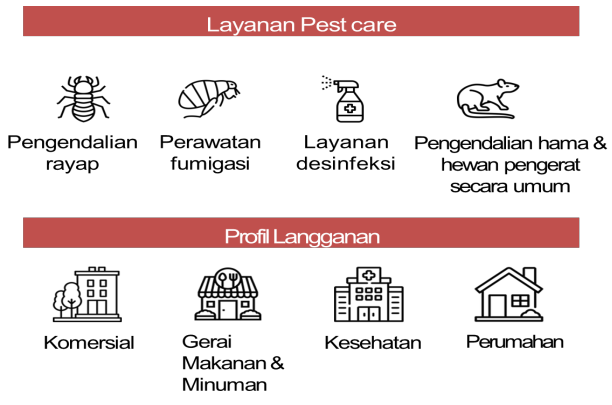 Layanan Pest care
Pengendalian
rayap
Perawatan
fumigasi
Layanan
desinfeksi
Pengendalian hama &
hewan pengerat
secara umum
Profil Langganan
Komersial
Gerai
Makanan &
Minuman
Kesehatan
Perumahan